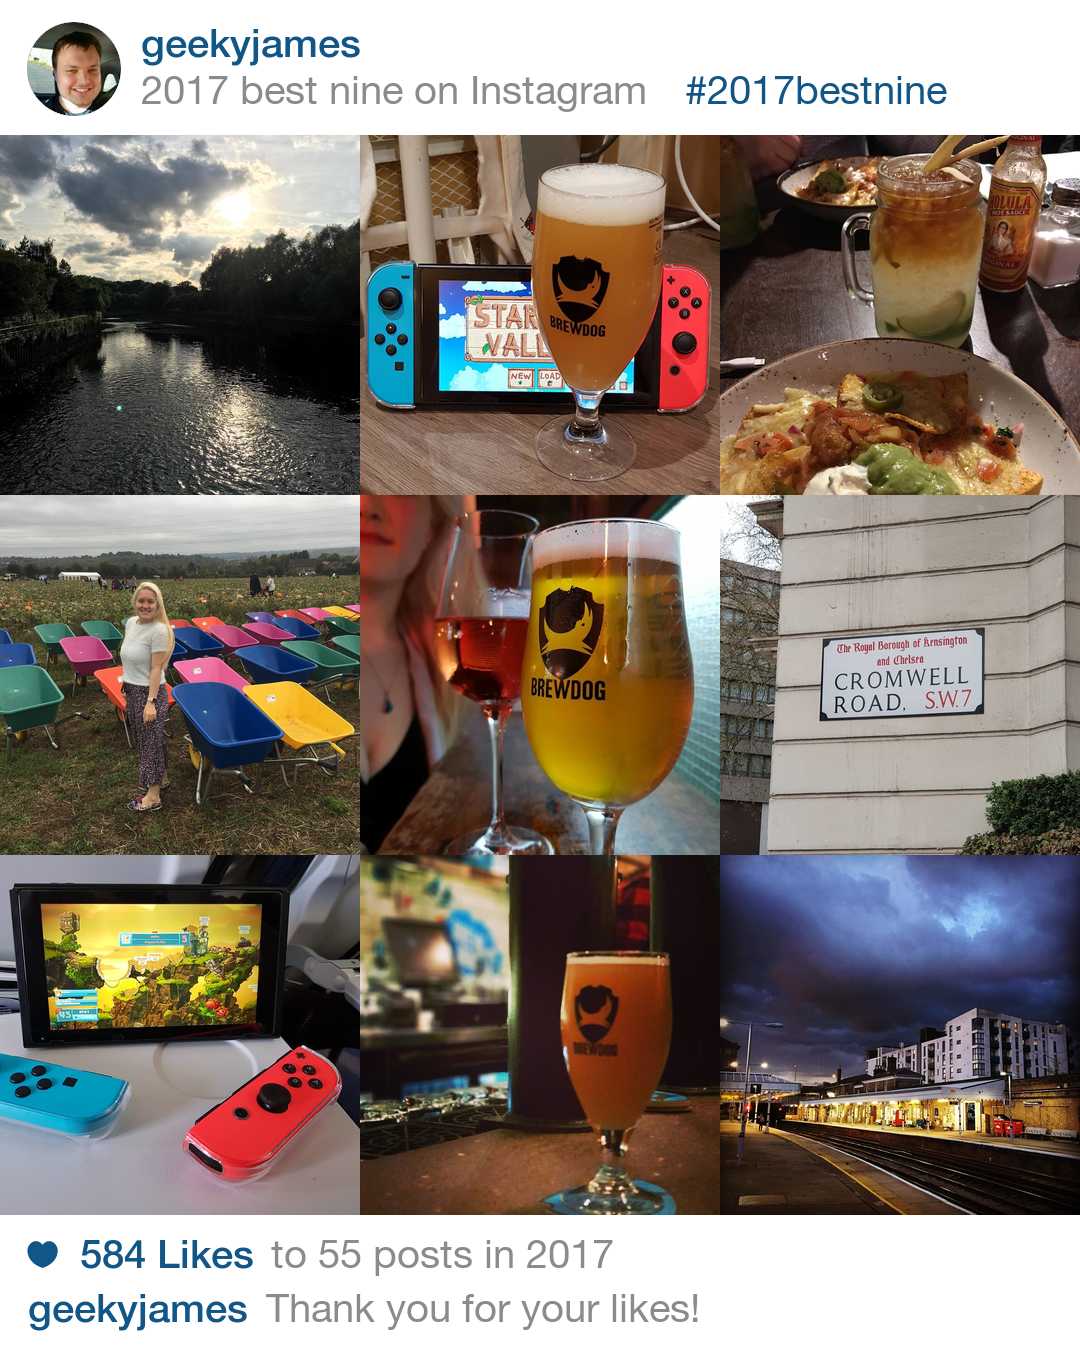 geekyjames
2017 best nine on Instagram #2017bestnine
STAR
VALL
NEW LOAD
BREWDOG
HOT SAUCE
BREWDOG
The Royal Borough of Kensington
and Chelsea
CROMWELL
ROAD, S.W.7
BREWDOG
584 Likes to 55 posts in 2017
geekyjames Thank you for your likes!